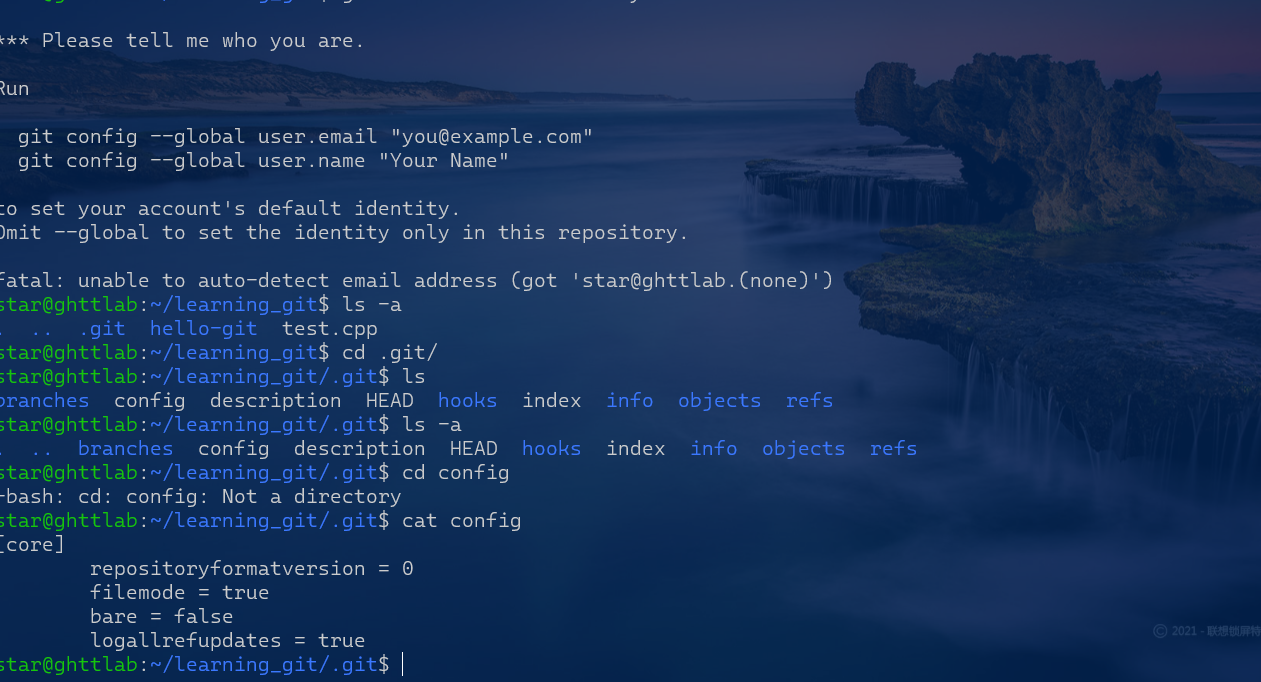 *** Please tell me who you are.
Run
git config --global user.email "you@example.com"
git config --global user.name "Your Name"
to set your account's default identity.
Omit --global to set the identity only in this repository.
fatal: unable to auto-detect email address (got 'star@ghttlab.(none)')
star@ghttlab:~/learning_git$ ls -a
. .. .git hello-git test.cpp
star@ghttlab:~/learning_git$ cd .git/
star@ghttlab:~/learning_git/.git$ ls
branches config description HEAD hooks index info objects refs
star@ghttlab:~/learning_git/.git$ ls -a
. .. branches config description HEAD hooks index info objects refs
star@ghttlab:~/learning_git/.git$ cd config
-bash: cd: config: Not a directory
star@ghttlab:~/learning_git/.git$ cat config
[core]
repositoryformatversion = 0
filemode = true
bare = false
logallrefupdates = true
star@ghttlab:~/learning_git/.git$
© 2021 - 联想锁屏特